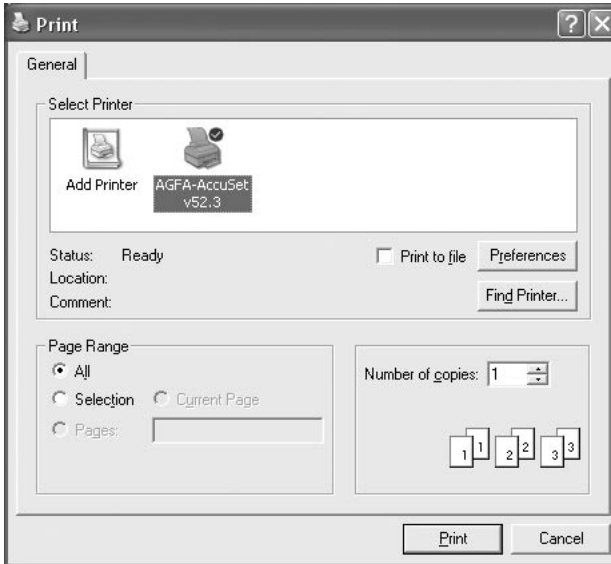 Print
General
Select Printer
Add Printer
AGFA-AccuSet
v52.3
Status: Ready
Location:
Comment:
Print to file
Preferences
Find Printer...
Page Range
All
Selection
Current Page
Pages:
Number of copies: 1
1 1 2 2 3 3
Print
Cancel